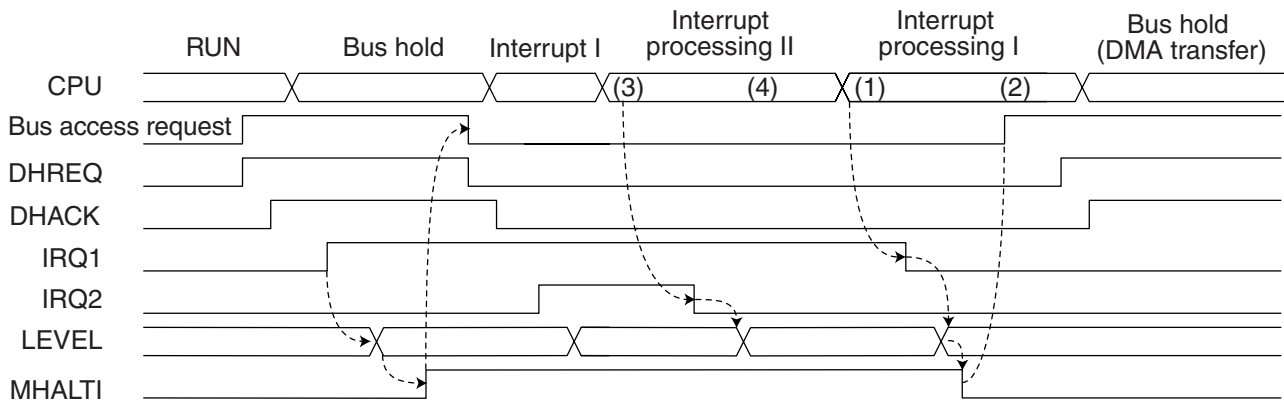 RUN
Bus hold
Interrupt I
Interrupt
processing II
Interrupt
processing I
Bus hold
(DMA transfer)
CPU
(3)
(4)
(1)
(2)
Bus access request
DHREQ
DHACK
IRQ1
IRQ2
LEVEL
MHALTI